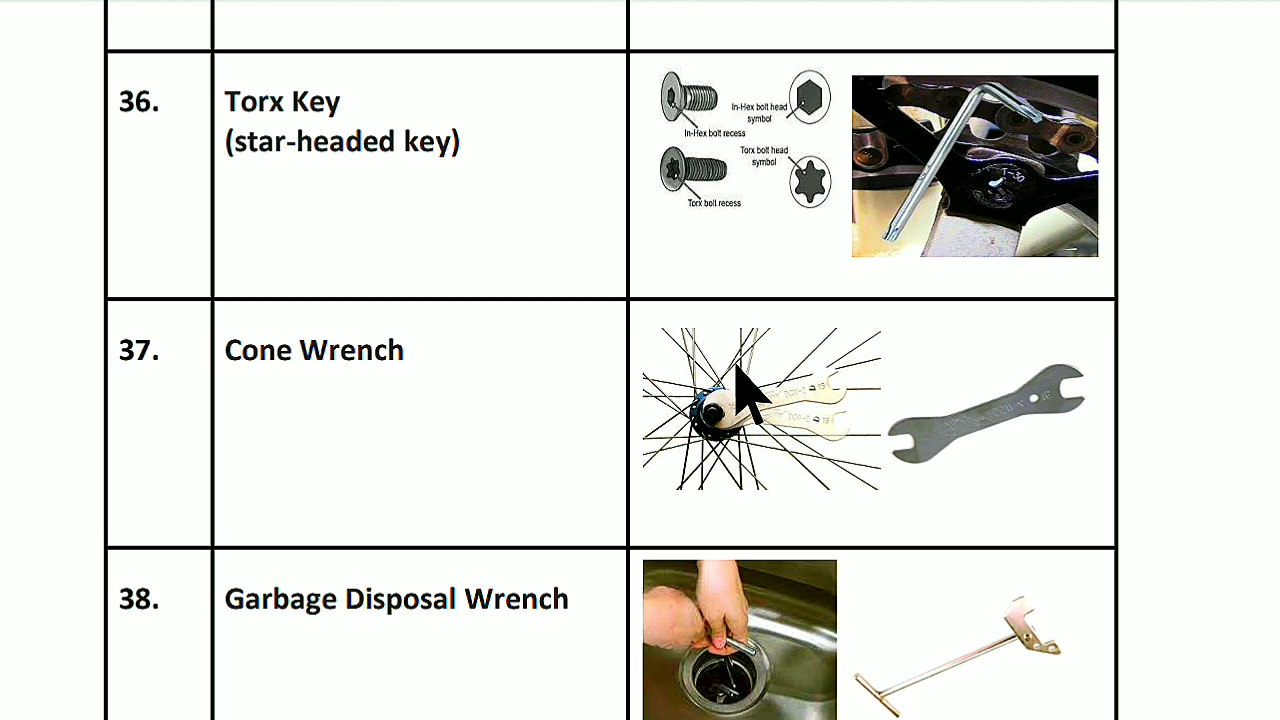 36.
Torx Key
(star-headed key)
In-Hex bolt head
symbol
In-Hex bolt recess
Torx bolt head
symbol
Torx bolt recess
37.
Cone Wrench
38.
Garbage Disposal Wrench